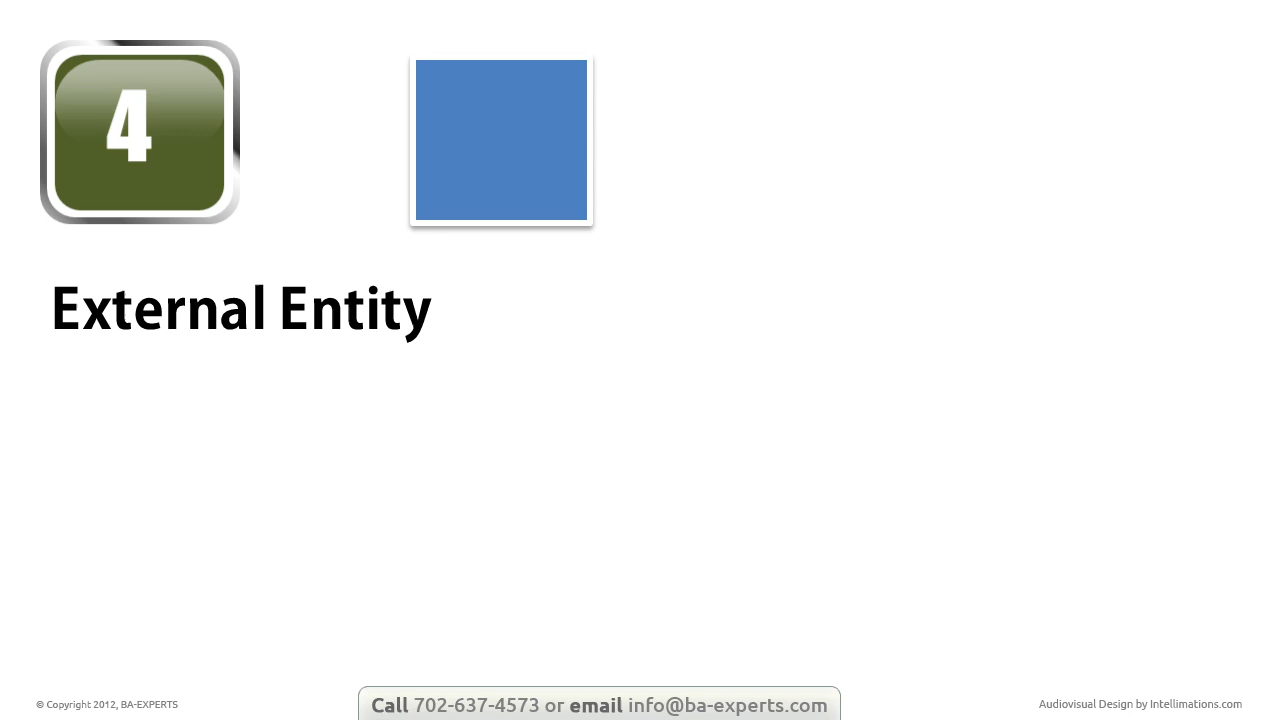 4
External Entity
© Copyright 2012, BA-EXPERTS
Call 702-637-4573 or email info@ba-experts.com
Audiovisual Design by Intellimations.com